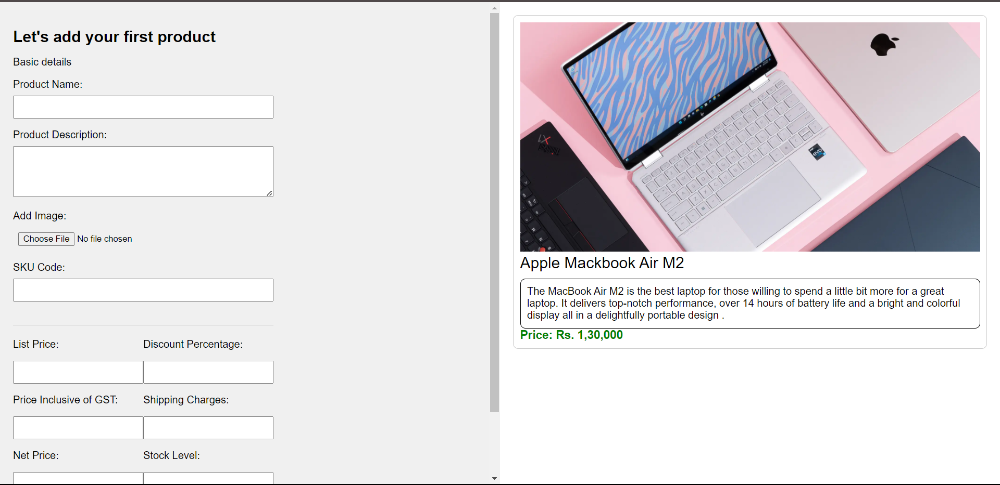 Let's add your first product
Basic details
Product Name:
Product Description:
Add Image:
Choose File No file chosen
SKU Code:
List Price: Discount Percentage:
Price Inclusive of GST: Shipping Charges:
Net Price: Stock Level:
X1
ThinkPad
hp
intel
evo
Apple Mackbook Air M2
The MacBook Air M2 is the best laptop for those willing to spend a little bit more for a great
laptop. It delivers top-notch performance, over 14 hours of battery life and a bright and colorful
display all in a delightfully portable design .
Price: Rs. 1,30,000